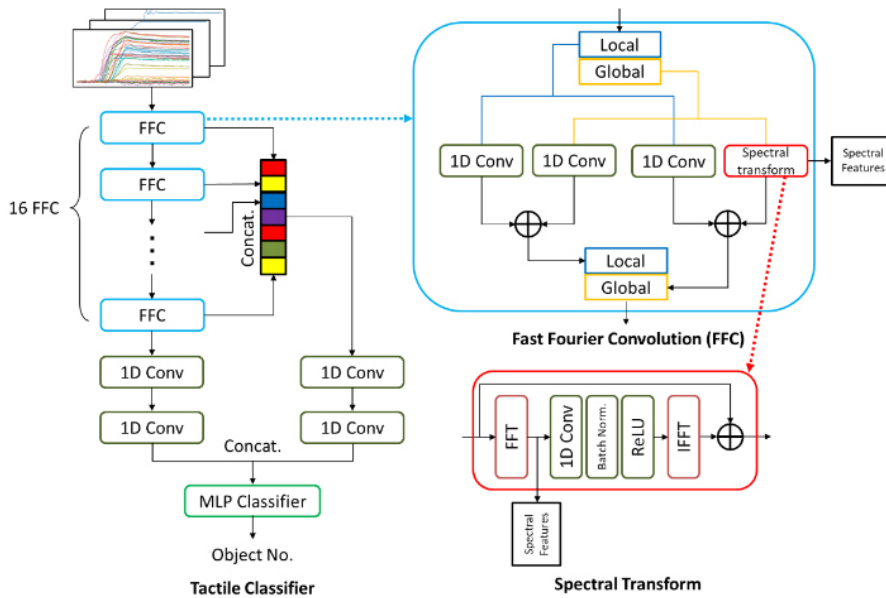 FFC
FFC
16 FFC
FFC
Concat.
1D Conv
1D Conv
1D Conv
1D Conv
Concat.
MLP Classifier
Object No.
Tactile Classifier
Local
Global
1D Conv
1D Conv
1D Conv
Spectral
transform
Spectral
Features
Local
Global
Fast Fourier Convolution (FFC)
FFT
1D Conv
Batch Norm.
ReLU
IFFT
Spectral
Features
Spectral Transform